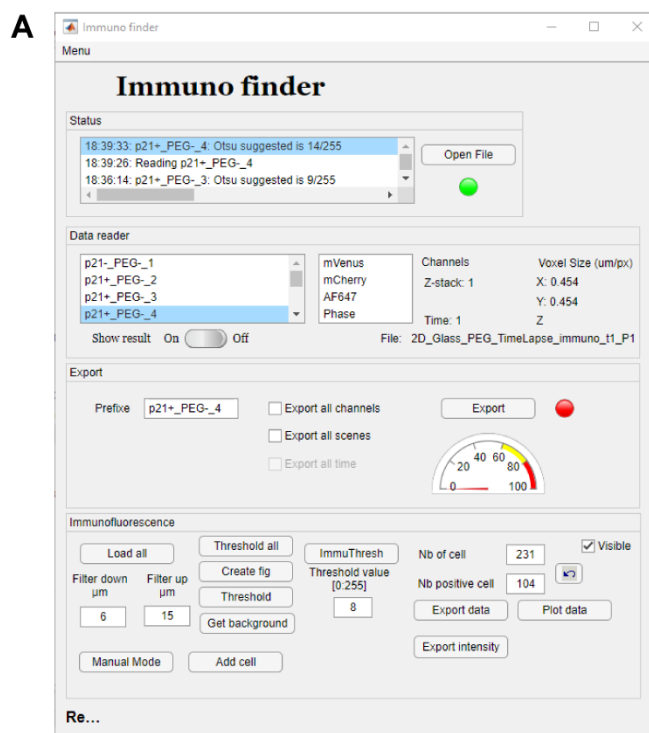 A
Immuno finder
Menu
Immuno finder
Status
18:39:33: p21+_PEG-_4: Otsu suggested is 14/255
18:39:26: Reading p21+_PEG-_4
18:36:14: p21+_PEG-_3: Otsu suggested is 9/255
Open File
Data reader
p21-_PEG-_1
p21+_PEG-_2
p21+_PEG-_3
p21+_PEG-_4
mVenus
mCherry
AF647
Phase
Channels
Z-stack: 1
Time: 1
Voxel Size (um/px)
X: 0.454
Y: 0.454
Z
Show result On Off
File: 2D_Glass_PEG_TimeLapse_immuno_t1_P1
Export
Prefixe p21+_PEG-_4
Export all channels
Export all scenes
Export all time
Export
0 20 40 60 80 100
Immunofluorescence
Load all
Filter down
µm
6
Filter up
µm
15
Threshold all
Create fig
Threshold
Get background
ImmuThresh
Threshold value
[0:255]
8
Nb of cell 231
Nb positive cell 104
Visible
Export data
Plot data
Export intensity
Manual Mode
Add cell
Re...